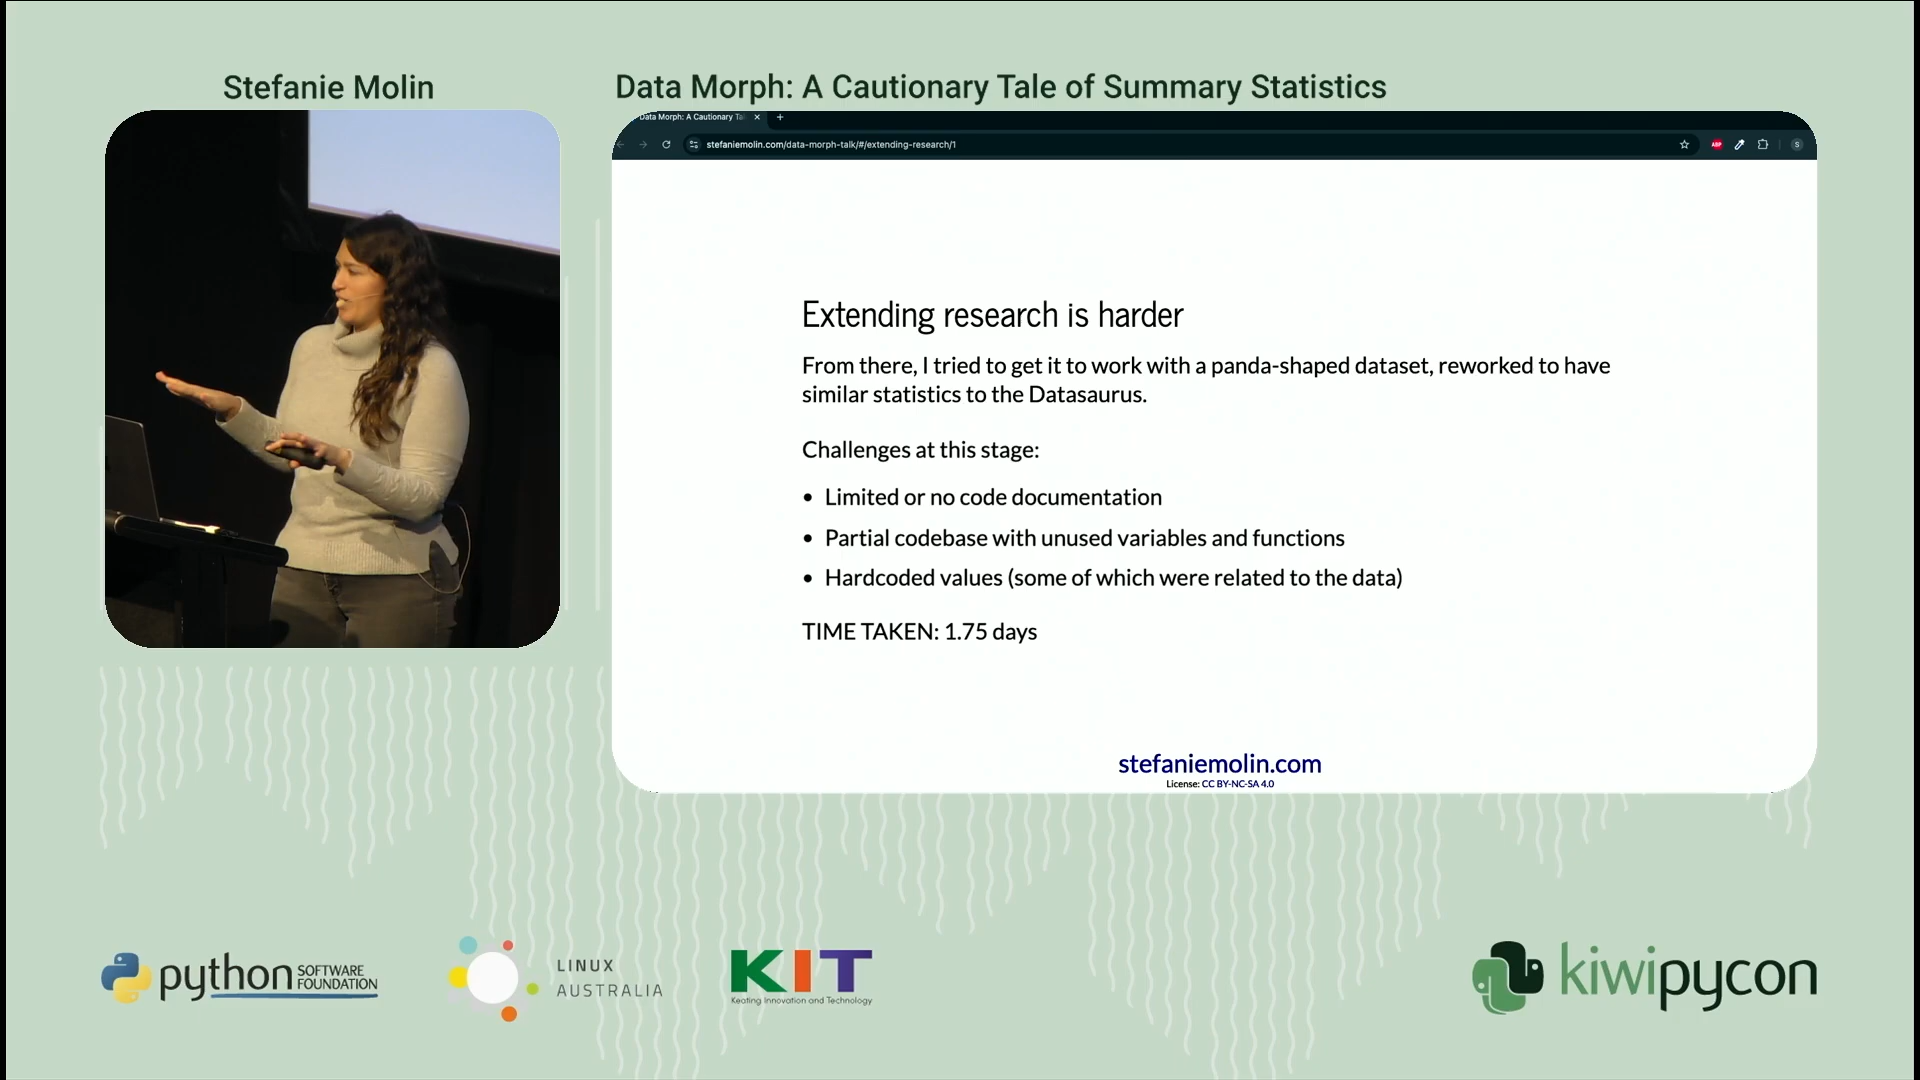 Stefanie Molin
Data Morph: A Cautionary Tale of Summary Statistics
Data Morph: A Cautionary Ta
stefaniemolin.com/data-morph-talk/#/extending-research/1
ABP
S
Extending research is harder
From there, I tried to get it to work with a panda-shaped dataset, reworked to have
similar statistics to the Datasaurus.
Challenges at this stage:
• Limited or no code documentation
• Partial codebase with unused variables and functions
• Hardcoded values (some of which were related to the data)
TIME TAKEN: 1.75 days
stefaniemolin.com
License: CC BY-NC-SA 4.0
python SOFTWARE
FOUNDATION
LINUX
AUSTRALIA
KIT
Keating Innovation and Technology
kiwipycon